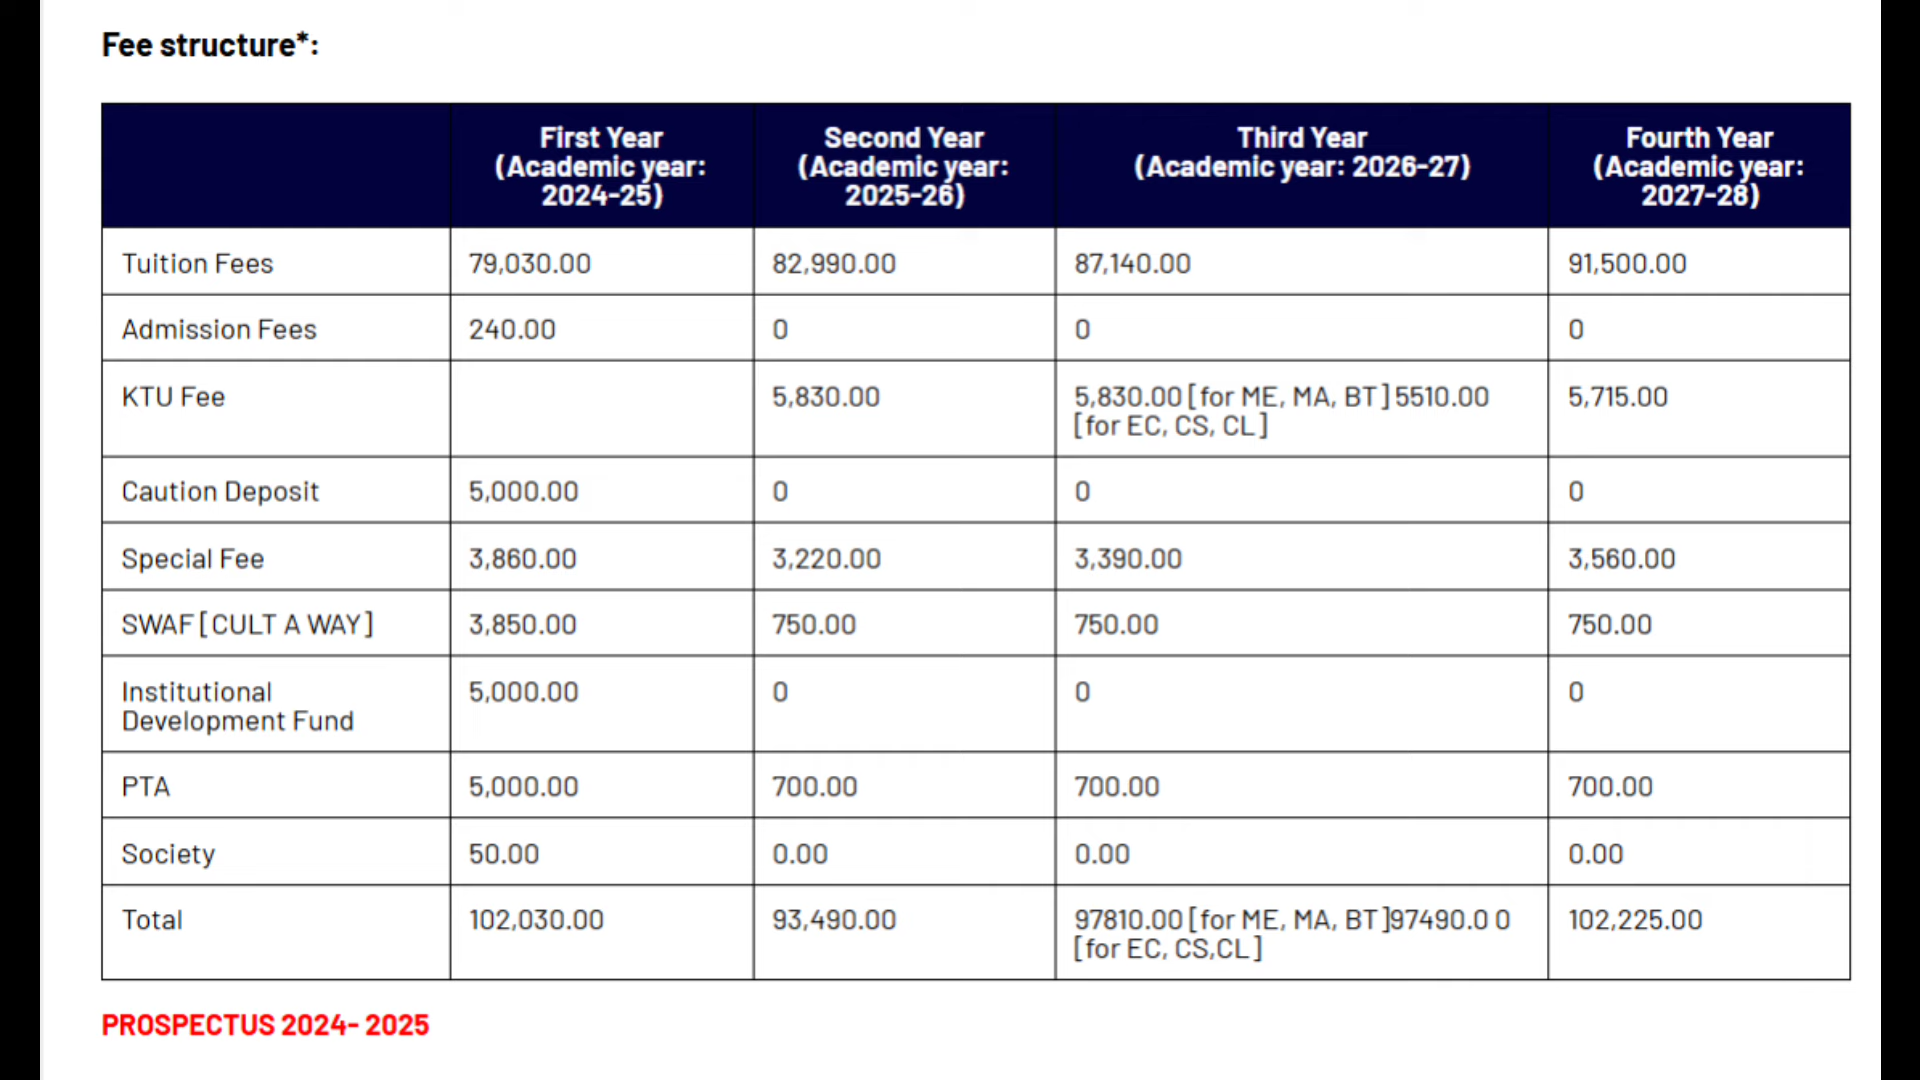 Fee structure*:
First Year
(Academic year:
2024-25)
Second Year
(Academic year:
2025-26)
Third Year
(Academic year: 2026-27)
Fourth Year
(Academic year:
2027-28)
Tuition Fees 79,030.00 82,990.00 87,140.00 91,500.00
Admission Fees 240.00 0 0 0
KTU Fee 5,830.00 5,830.00 [for ME, MA, BT] 5510.00
[for EC, CS, CL] 5,715.00
Caution Deposit 5,000.00 0 0 0
Special Fee 3,860.00 3,220.00 3,390.00 3,560.00
SWAF [CULT A WAY] 3,850.00 750.00 750.00 750.00
Institutional
Development Fund 5,000.00 0 0 0
PTA 5,000.00 700.00 700.00 700.00
Society 50.00 0.00 0.00 0.00
Total 102,030.00 93,490.00 97810.00 [for ME, MA, BT]97490.0 0
[for EC, CS,CL] 102,225.00
PROSPECTUS 2024- 2025